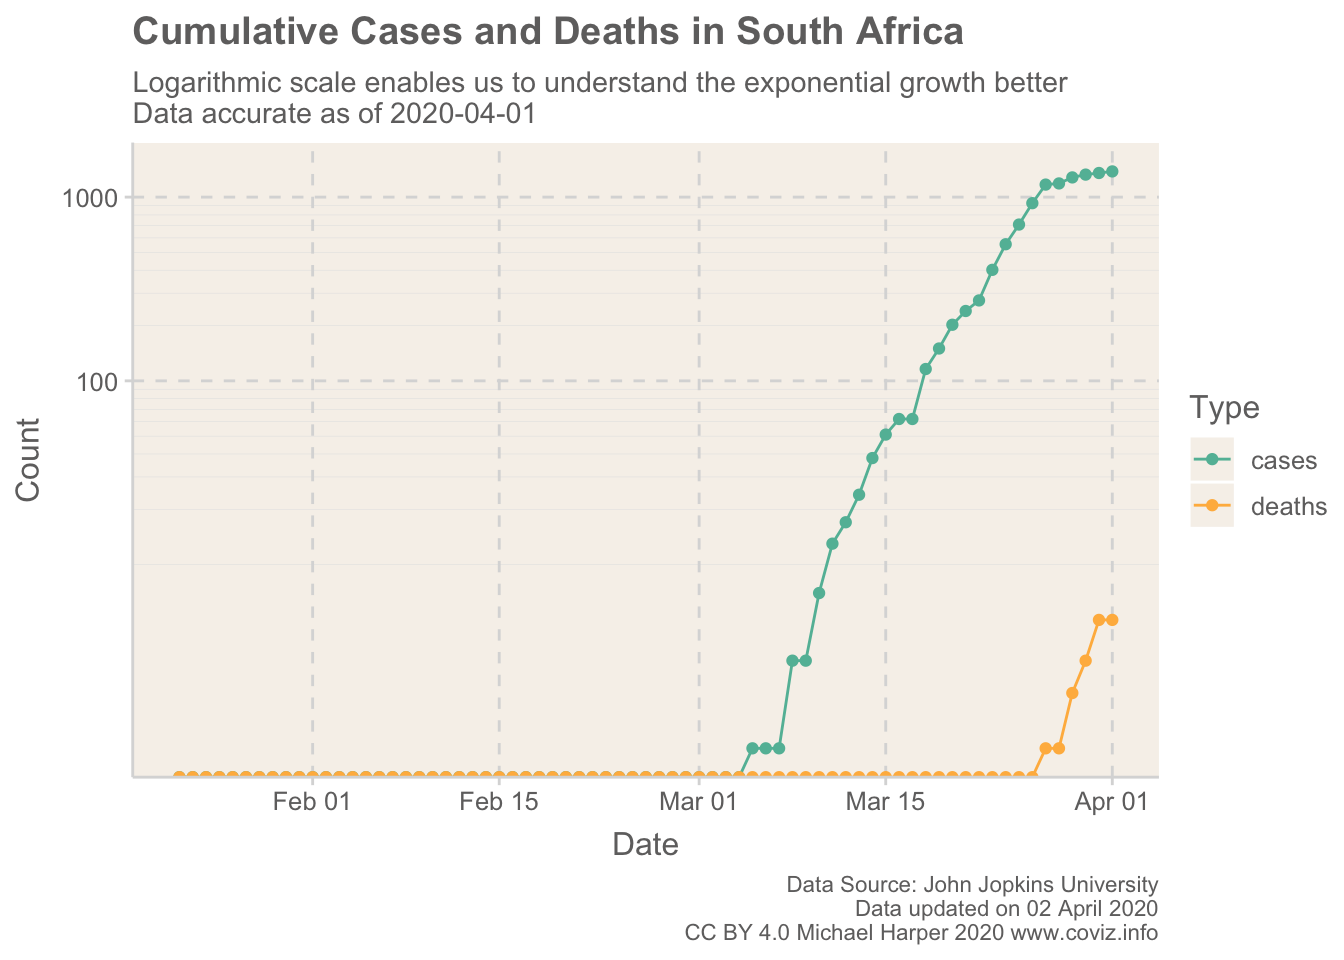 Cumulative Cases and Deaths in South Africa
Logarithmic scale enables us to understand the exponential growth better
Data accurate as of 2020-04-01
1000
100
Count
Feb 01
Feb 15
Mar 01
Mar 15
Apr 01
Date
Type
cases
deaths
Data Source: John Jopkins University
Data updated on 02 April 2020
CC BY 4.0 Michael Harper 2020 www.coviz.info